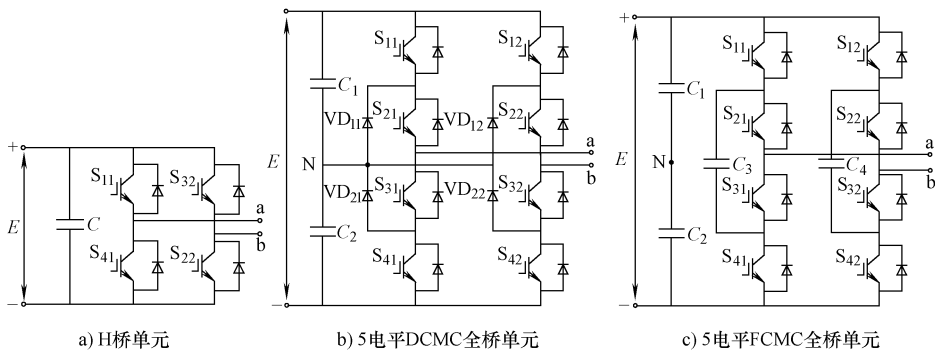 +
E
−
C
S11
S41
S32
S22
a
b
a) H桥单元
E
C1
N
C2
VD11
VD21
S11
S21
S31
S41
VD12
VD22
S12
S22
S32
S42
a
b
b) 5电平DCMC全桥单元
+
E
−
C1
N
C2
S11
S21
C3
S31
S41
S12
S22
C4
S32
S42
a
b
c) 5电平FCMC全桥单元